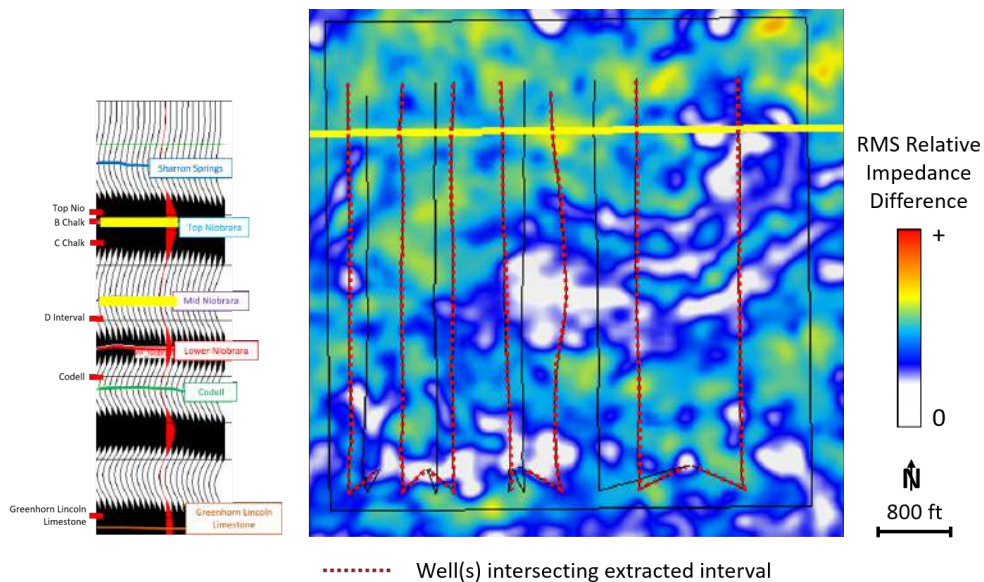 Sharron Springs
Top Nio
B Chalk
Top Niobrara
C Chalk
Mid Niobrara
D Interval
Lower Niobrara
Codell
Codell
Greenhorn Lincoln
Limestone
Greenhorn Lincoln
Limestone
RMS Relative
Impedance
Difference
+
0
N
800 ft
Well(s) intersecting extracted interval